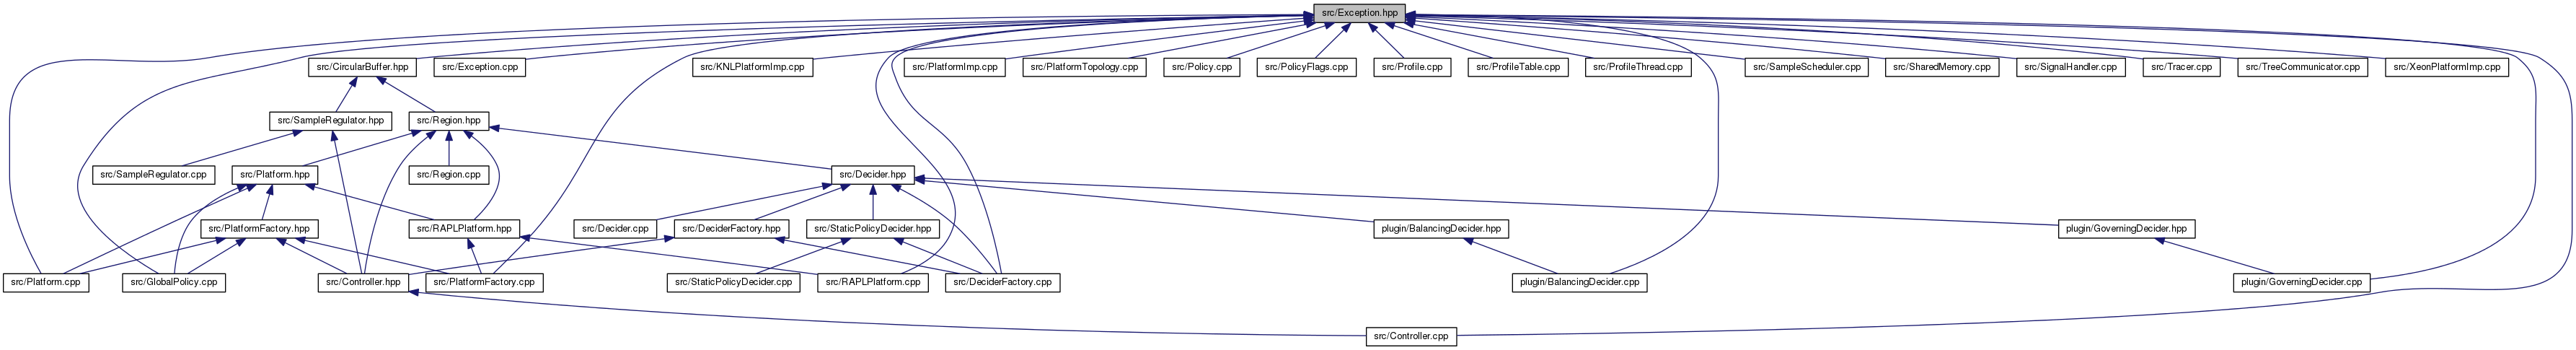 src/Exception.hpp
src/CircularBuffer.hpp
src/Exception.cpp
src/KNLPlatformImp.cpp
src/PlatformImp.cpp
src/PlatformTopology.cpp
src/Policy.cpp
src/PolicyFlags.cpp
src/Profile.cpp
src/ProfileTable.cpp
src/ProfileThread.cpp
src/SampleScheduler.cpp
src/SharedMemory.cpp
src/SignalHandler.cpp
src/Tracer.cpp
src/TreeCommunicator.cpp
src/XeonPlatformImp.cpp
src/SampleRegulator.hpp
src/Region.hpp
src/SampleRegulator.cpp
src/Platform.hpp
src/Region.cpp
src/Decider.hpp
src/PlatformFactory.hpp
src/RAPLPlatform.hpp
src/Decider.cpp
src/DeciderFactory.hpp
src/StaticPolicyDecider.hpp
plugin/BalancingDecider.hpp
plugin/GoverningDecider.hpp
src/Platform.cpp
src/GlobalPolicy.cpp
src/Controller.hpp
src/PlatformFactory.cpp
src/StaticPolicyDecider.cpp
src/RAPLPlatform.cpp
src/DeciderFactory.cpp
plugin/BalancingDecider.cpp
plugin/GoverningDecider.cpp
src/Controller.cpp